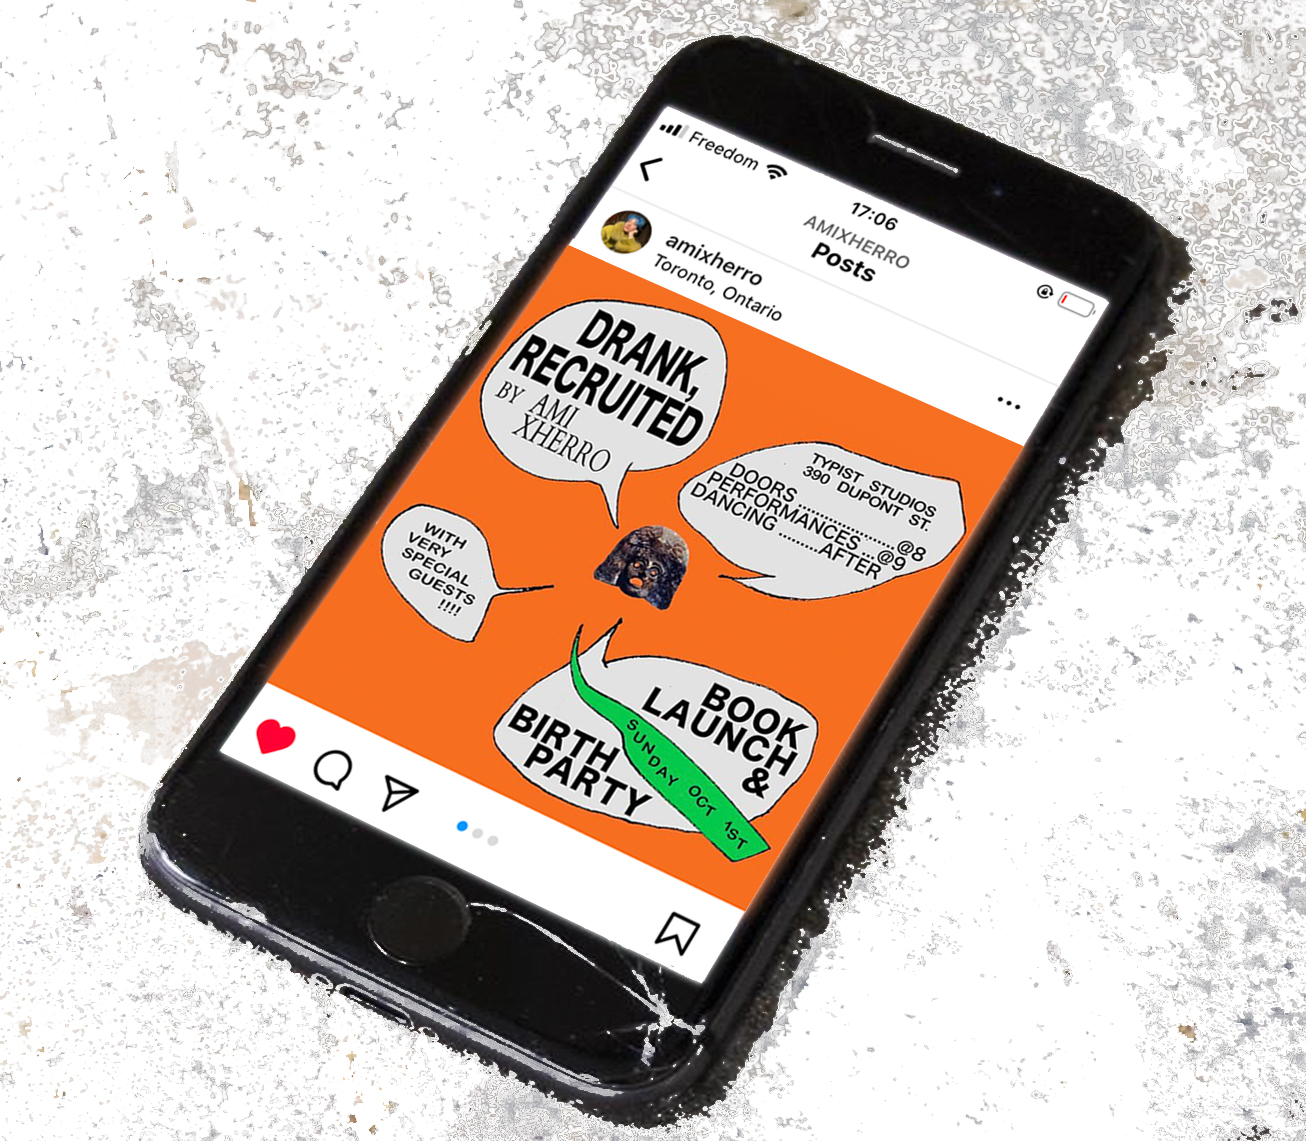 Freedom
17:06
AMIXHERRO
Posts
amixherro
Toronto, Ontario
DRANK,
RECRUITED
BY AMI
XHERRO
TYPIST STUDIOS
390 DUPONT ST.
DOORS....................@8
PERFORMANCES...@9
DANCING .........AFTER
WITH
VERY
SPECIAL
GUESTS
!!!!
BOOK
LAUNCH
&
BIRTH
PARTY
SUNDAY OCT 1ST